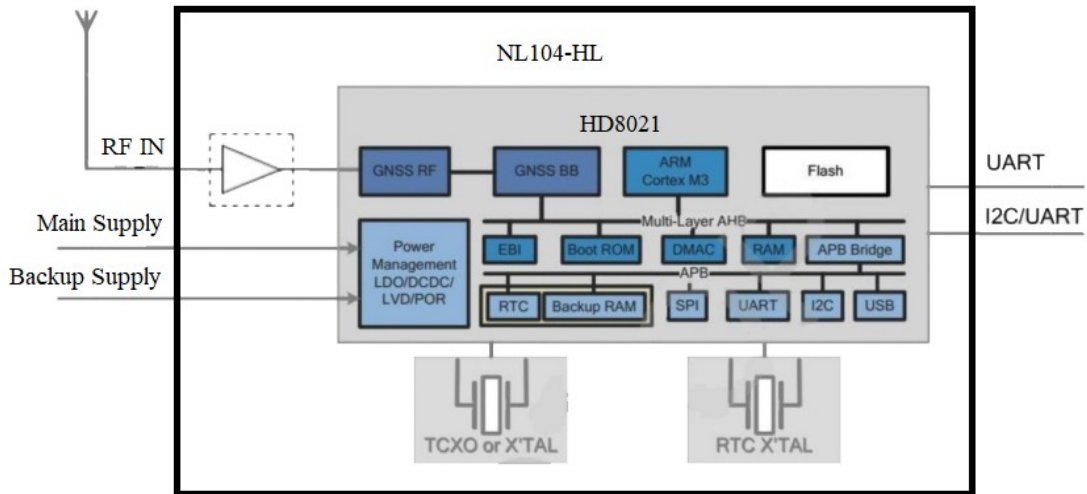 NL104-HL
HD8021
RF IN
GNSS RF
GNSS BB
ARM
Cortex M3
Flash
UART
I2C/UART
Main Supply
Backup Supply
Power
Management
LDO/DCDC/
LVD/POR
Multi-Layer AHB
EBI
Boot ROM
DMAC
RAM
APB Bridge
APB
RTC
Backup RAM
SPI
UART
I2C
USB
TCXO or X'TAL
RTC X'TAL